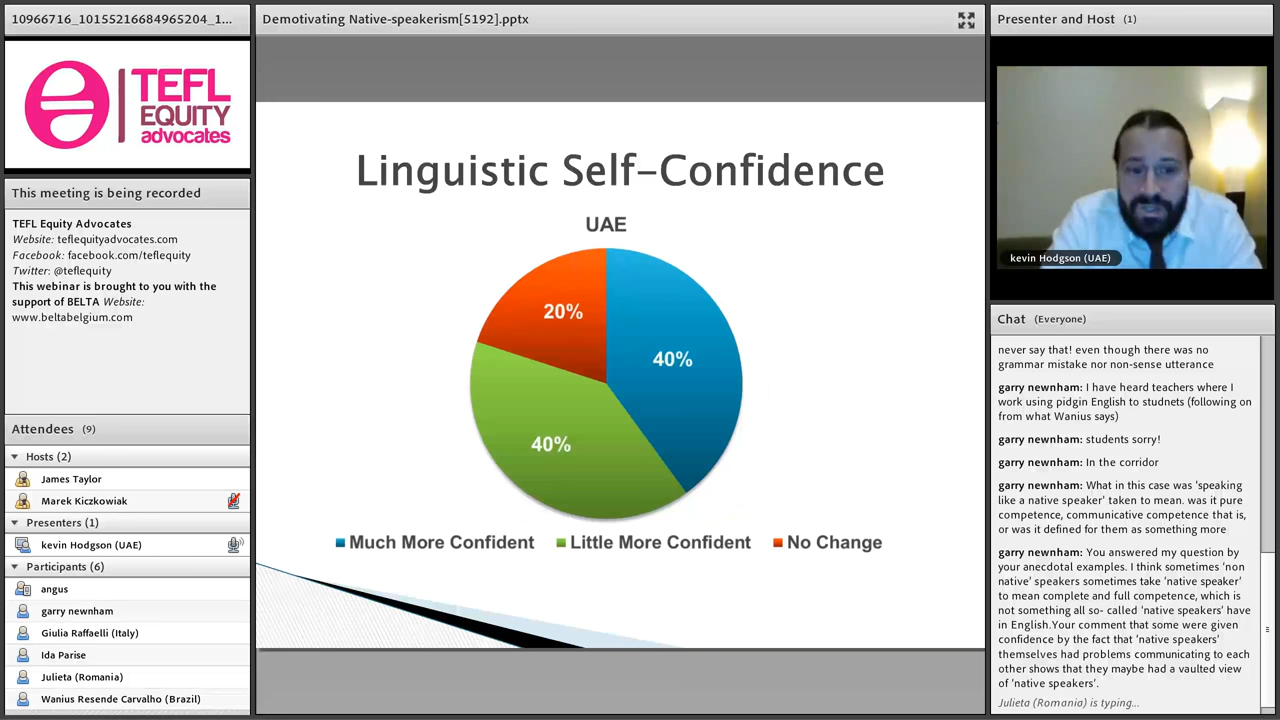 10966716_10155216684965204_1...
TEFL
EQUITY
advocates
This meeting is being recorded
TEFL Equity Advocates
Website: teflequityadvocates.com
Facebook: facebook.com/teflequity
Twitter: @teflequity
This webinar is brought to you with the
support of BELTA Website:
www.beltabelgium.com
Attendees (9)
Hosts (2)
James Taylor
Marek Kiczkowiak
Presenters (1)
kevin Hodgson (UAE)
Participants (6)
angus
garry newnham
Giulia Raffaelli (Italy)
Ida Parise
Julieta (Romania)
Wanius Resende Carvalho (Brazil)
Demotivating Native-speakerism[5192].pptx
Linguistic Self-Confidence
UAE
20%
40%
40%
Much More Confident
Little More Confident
No Change
Presenter and Host (1)
kevin Hodgson (UAE)
Chat (Everyone)
never say that! even though there was no
grammar mistake nor non-sense utterance
garry newnham: I have heard teachers where I
work using pidgin English to studnets (following on
from what Wanius says)
garry newnham: students sorry!
garry newnham: In the corridor
garry newnham: What in this case was 'speaking
like a native speaker' taken to mean. was it pure
competence, communicative competence that is,
or was it defined for them as something more
garry newnham: You answered my question by
your anecdotal examples. I think sometimes 'non
native' speakers sometimes take 'native speaker'
to mean complete and full competence, which is
not something all so- called 'native speakers' have
in English.Your comment that some were given
confidence by the fact that 'native speakers'
themselves had problems communicating to each
other shows that they maybe had a vaulted view
of 'native speakers'.
Julieta (Romania) is typing...